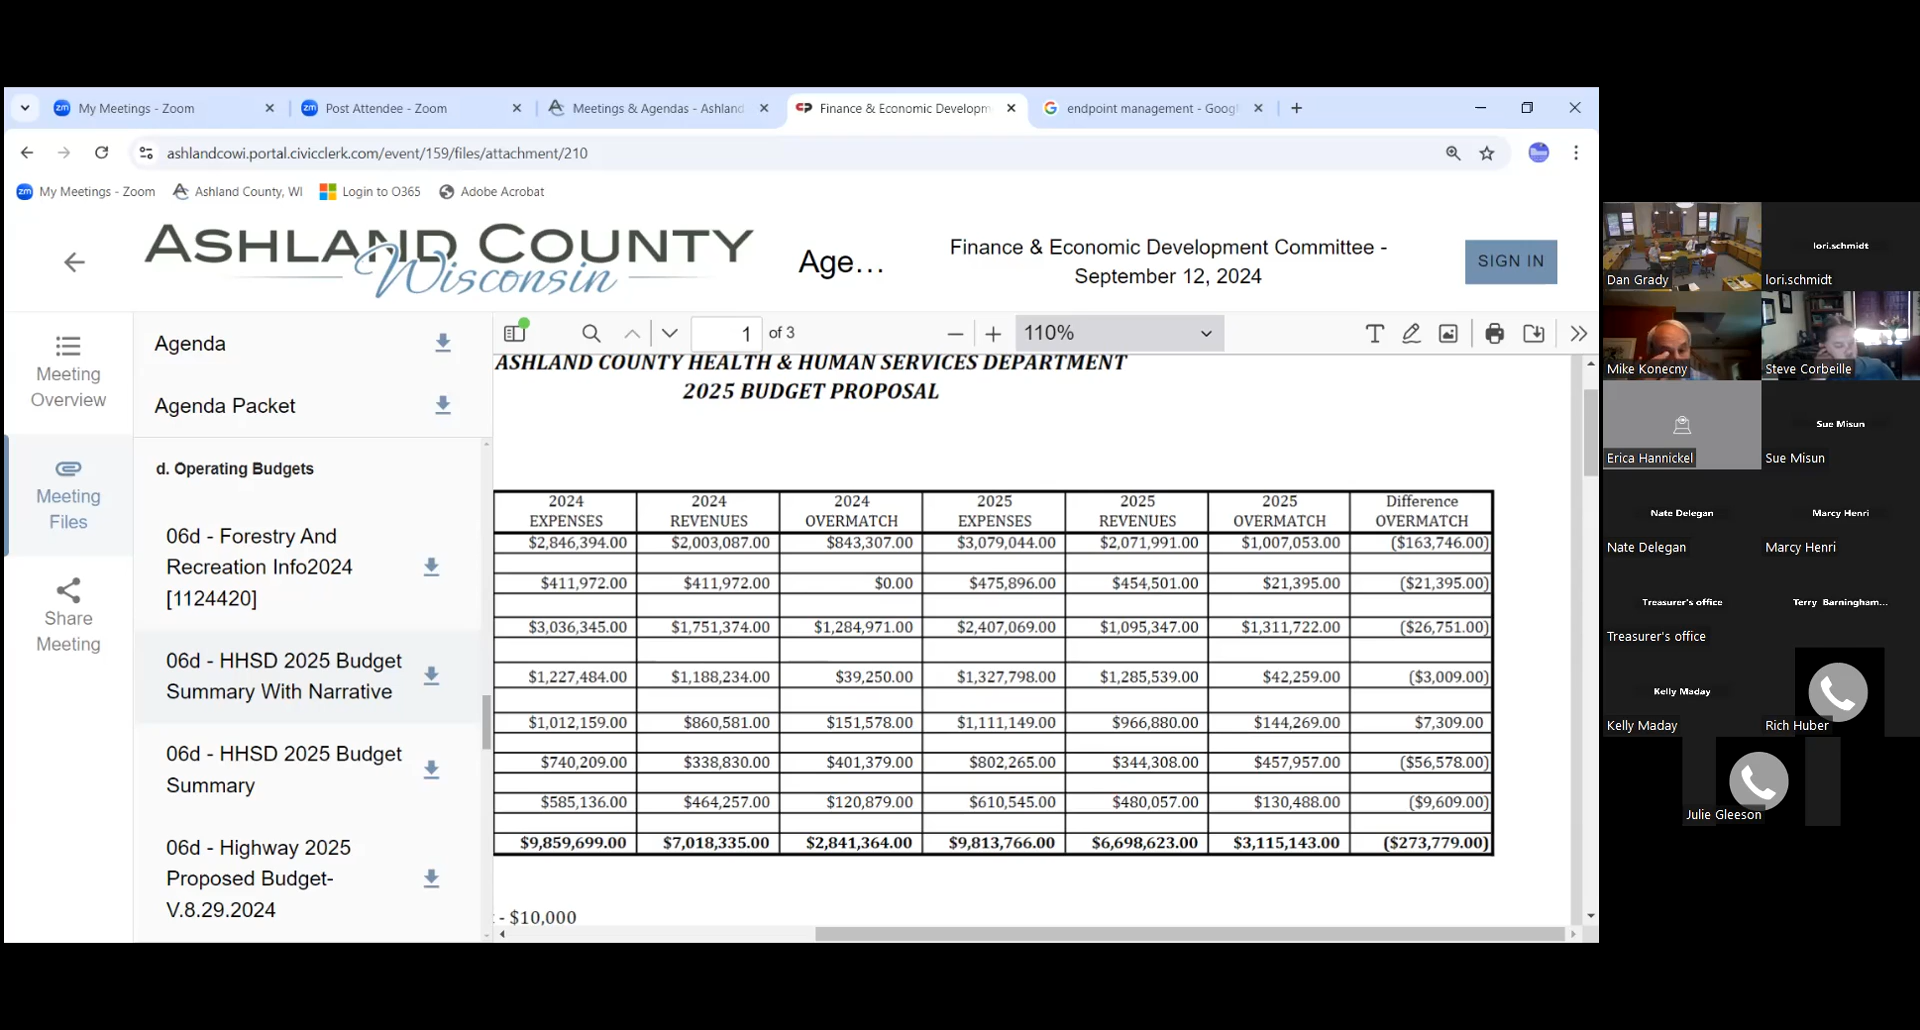 My Meetings - Zoom
Post Attendee - Zoom
Meetings & Agendas - Ashland
Finance & Economic Developm
endpoint management - Goog
ashlandcowi.portal.civicclerk.com/event/159/files/attachment/210
My Meetings - Zoom
Ashland County, WI
Login to O365
Adobe Acrobat
ASHLAND COUNTY
Wisconsin
Age...
Finance & Economic Development Committee -
September 12, 2024
SIGN IN
Meeting
Overview
Meeting
Files
Share
Meeting
Agenda
Agenda Packet
d. Operating Budgets
06d - Forestry And
Recreation Info2024
[1124420]
06d - HHSD 2025 Budget
Summary With Narrative
06d - HHSD 2025 Budget
Summary
06d - Highway 2025
Proposed Budget-
V.8.29.2024
1 of 3
110%
ASHLAND COUNTY HEALTH & HUMAN SERVICES DEPARTMENT
2025 BUDGET PROPOSAL
2024 2024 2024 2025 2025 2025 Difference
EXPENSES REVENUES OVERMATCH EXPENSES REVENUES OVERMATCH OVERMATCH
$2,846,394.00 $2,003,087.00 $843,307.00 $3,079,044.00 $2,071,991.00 $1,007,053.00 ($163,746.00)
$411,972.00 $411,972.00 $0.00 $475,896.00 $454,501.00 $21,395.00 ($21,395.00)
$3,036,345.00 $1,751,374.00 $1,284,971.00 $2,407,069.00 $1,095,347.00 $1,311,722.00 ($26,751.00)
$1,227,484.00 $1,188,234.00 $39,250.00 $1,327,798.00 $1,285,539.00 $42,259.00 ($3,009.00)
$1,012,159.00 $860,581.00 $151,578.00 $1,111,149.00 $966,880.00 $144,269.00 $7,309.00
$740,209.00 $338,830.00 $401,379.00 $802,265.00 $344,308.00 $457,957.00 ($56,578.00)
$585,136.00 $464,257.00 $120,879.00 $610,545.00 $480,057.00 $130,488.00 ($9,609.00)
$9,859,699.00 $7,018,335.00 $2,841,364.00 $9,813,766.00 $6,698,623.00 $3,115,143.00 ($273,779.00)
- $10,000
Dan Grady
lori.schmidt
lori.schmidt
Mike Konecny
Steve Corbeille
Erica Hannickel
Sue Misun
Sue Misun
Nate Delegan
Nate Delegan
Marcy Henri
Marcy Henri
Treasurer's office
Treasurer's office
Terry Barningham...
Kelly Maday
Kelly Maday
Rich Huber
Julie Gleeson